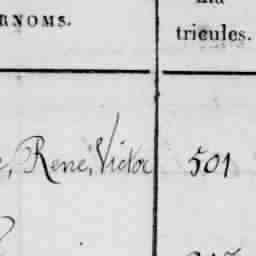 RNOMS.
tricules.
, René, Victor 501